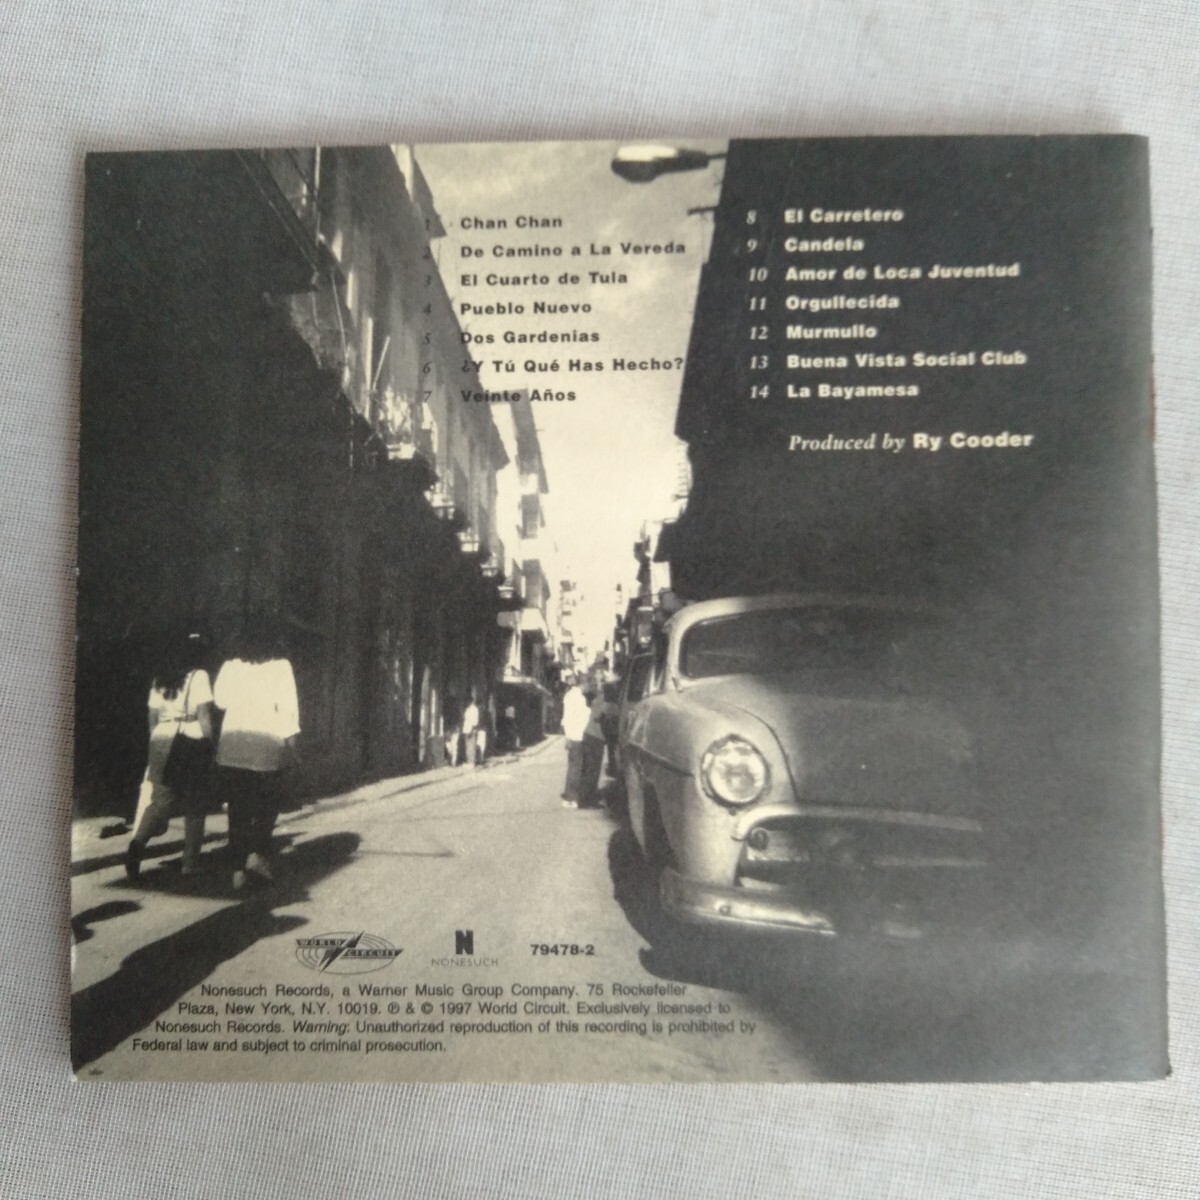 1 Chan Chan
2 De Camino a La Vereda
3 El Cuarto de Tula
4 Pueblo Nuevo
5 Dos Gardenias
6 ¿Y Tú Qué Has Hecho?
7 Veinte Años
8 El Carretero
9 Candela
10 Amor de Loca Juventud
11 Orgullecida
12 Murmullo
13 Buena Vista Social Club
14 La Bayamesa
Produced by Ry Cooder
WORLD CIRCUIT
N
NONESUCH
79478-2
Nonesuch Records, a Warner Music Group Company. 75 Rockefeller
Plaza, New York, N.Y. 10019. ℗ & © 1997 World Circuit. Exclusively licensed to
Nonesuch Records. Warning: Unauthorized reproduction of this recording is prohibited by
Federal law and subject to criminal prosecution.